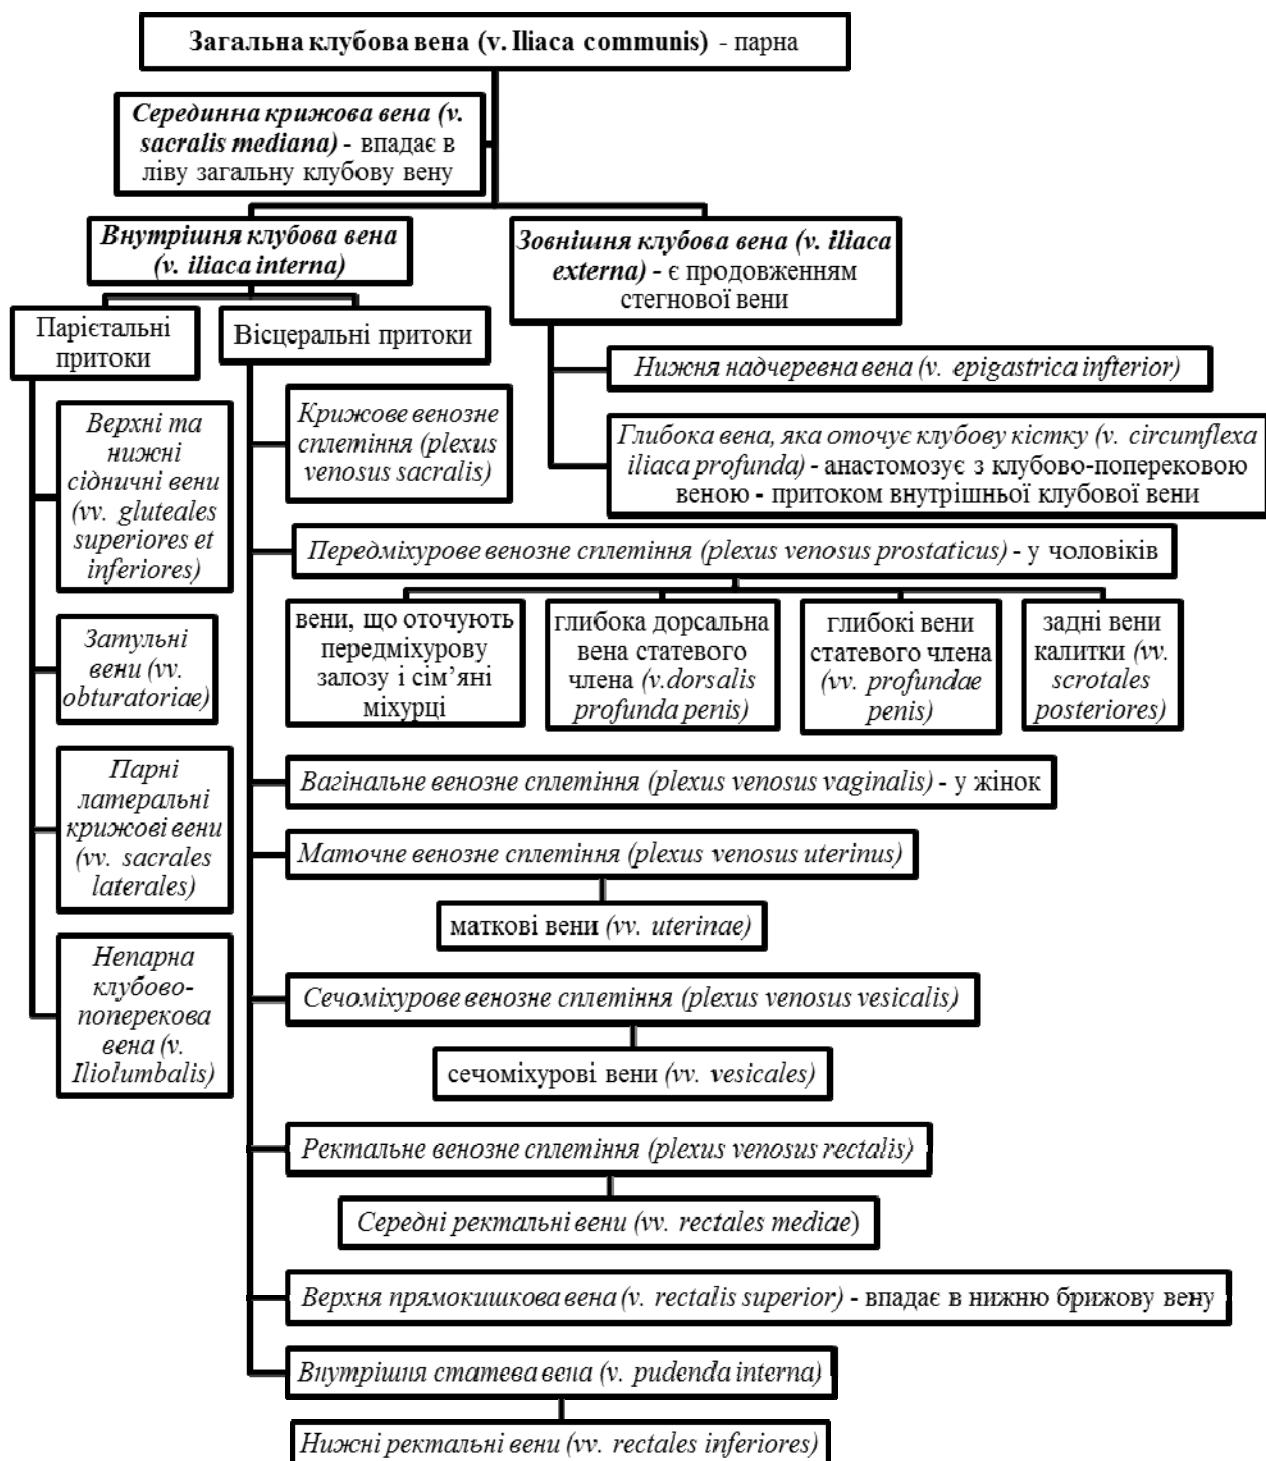 Загальна клубова вена (v. Iliaca communis) - парна
Серединна крижова вена (v.
sacralis mediana) - впадає в
ліву загальну клубову вену
Внутрішня клубова вена
(v. iliaca interna)
Зовнішня клубова вена (v. iliaca
externa) - є продовженням
стегнової вени
Парієтальні
притоки
Вісцеральні притоки
Нижня надчеревна вена (v. epigastrica infterior)
Глибока вена, яка оточує клубову кістку (v. circumflexa
iliaca profunda) - анастомозує з клубово-поперековою
веною - притоком внутрішньої клубової вени
Верхні та
нижні
сідничні вени
(vv. gluteales
superiores et
inferiores)
Крижове венозне
сплетіння (plexus
venosus sacralis)
Передміхурове венозне сплетіння (plexus venosus prostaticus) - у чоловіків
вени, що оточують
передміхурову
залозу і сім’яні
міхурці
глибока дорсальна
вена статевого
члена (v.dorsalis
profunda penis)
глибокі вени
статевого члена
(vv. profundae
penis)
задні вени
калитки (vv.
scrotales
posteriores)
Затульні
вени (vv.
obturatoriae)
Парні
латеральні
крижові вени
(vv. sacrales
laterales)
Вагінальне венозне сплетіння (plexus venosus vaginalis) - у жінок
Маточне венозне сплетіння (plexus venosus uterinus)
маткові вени (vv. uterinae)
Непарна
клубово-
поперекова
вена (v.
Iliolumbalis)
Сечоміхурове венозне сплетіння (plexus venosus vesicalis)
сечоміхурові вени (vv. vesicales)
Ректальне венозне сплетіння (plexus venosus rectalis)
Середні ректальні вени (vv. rectales mediae)
Верхня прямокишкова вена (v. rectalis superior) - впадає в нижню брижову вену
Внутрішня статева вена (v. pudenda interna)
Нижні ректальні вени (vv. rectales inferiores)